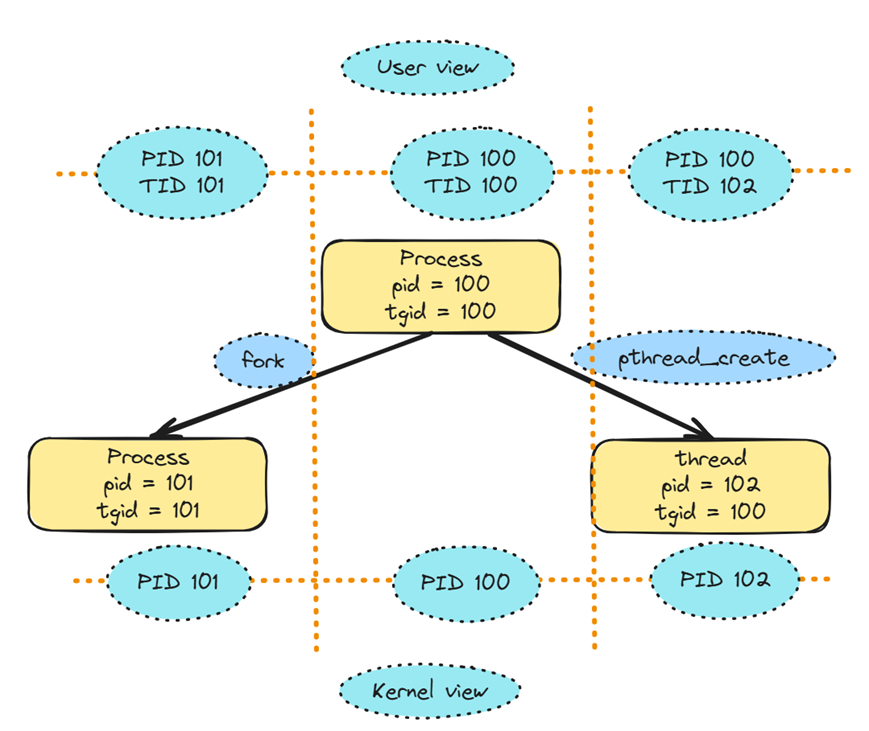 User view
PID 101
TID 101
PID 100
TID 100
PID 100
TID 102
Process
pid = 100
tgid = 100
fork
pthread_create
Process
pid = 101
tgid = 101
thread
pid = 102
tgid = 100
PID 101
PID 100
PID 102
Kernel view